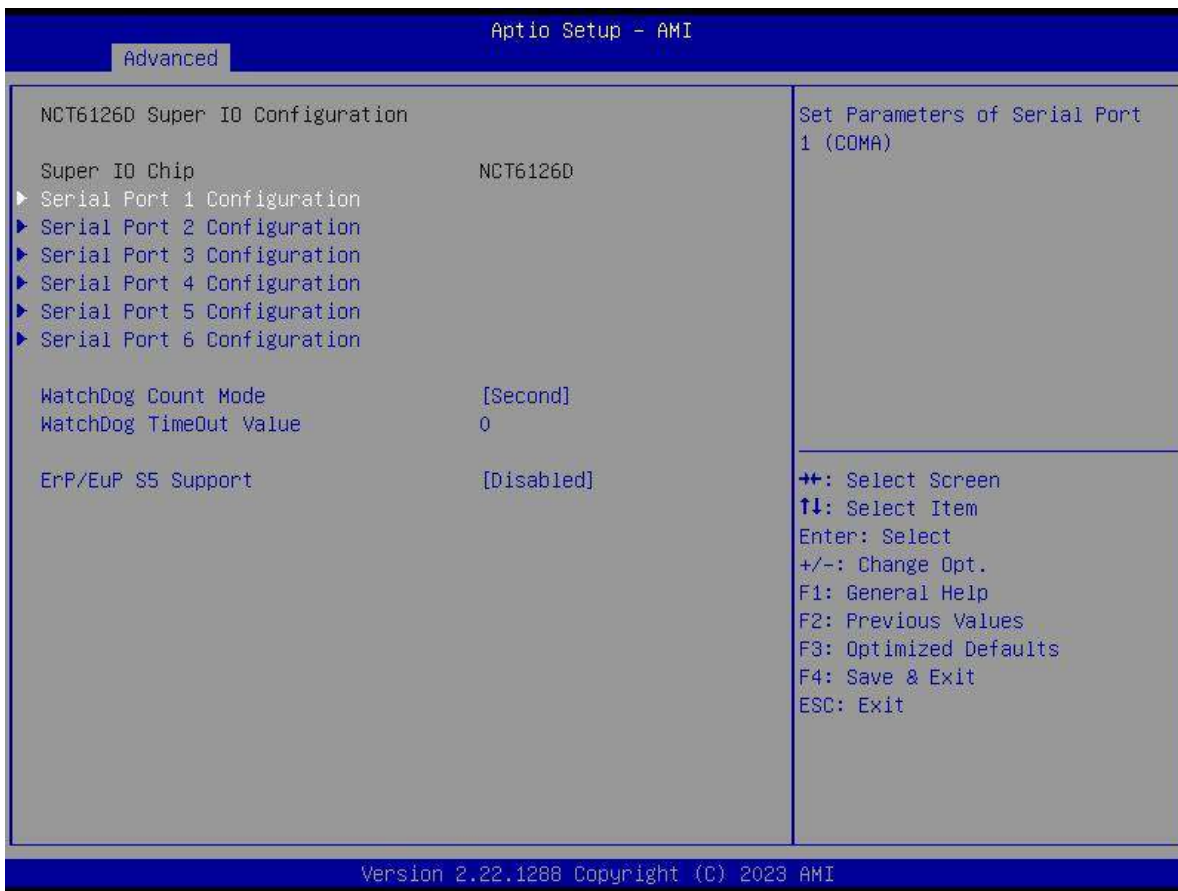 Aptio Setup – AMI
Advanced
NCT6126D Super IO Configuration
Super IO Chip NCT6126D
▶ Serial Port 1 Configuration
▶ Serial Port 2 Configuration
▶ Serial Port 3 Configuration
▶ Serial Port 4 Configuration
▶ Serial Port 5 Configuration
▶ Serial Port 6 Configuration
WatchDog Count Mode [Second]
WatchDog TimeOut Value 0
ErP/EuP S5 Support [Disabled]
Set Parameters of Serial Port
1 (COMA)
→←: Select Screen
↑↓: Select Item
Enter: Select
+/-: Change Opt.
F1: General Help
F2: Previous Values
F3: Optimized Defaults
F4: Save & Exit
ESC: Exit
Version 2.22.1288 Copyright (C) 2023 AMI